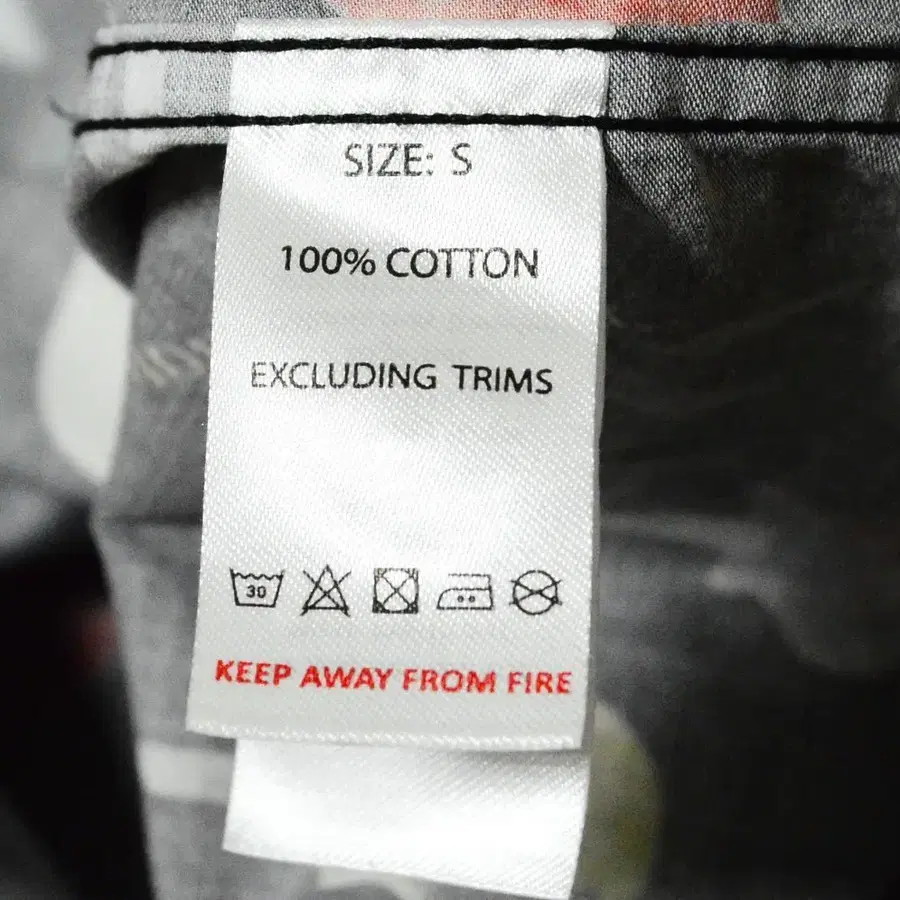 SIZE: S
100% COTTON
EXCLUDING TRIMS
30
KEEP AWAY FROM FIRE